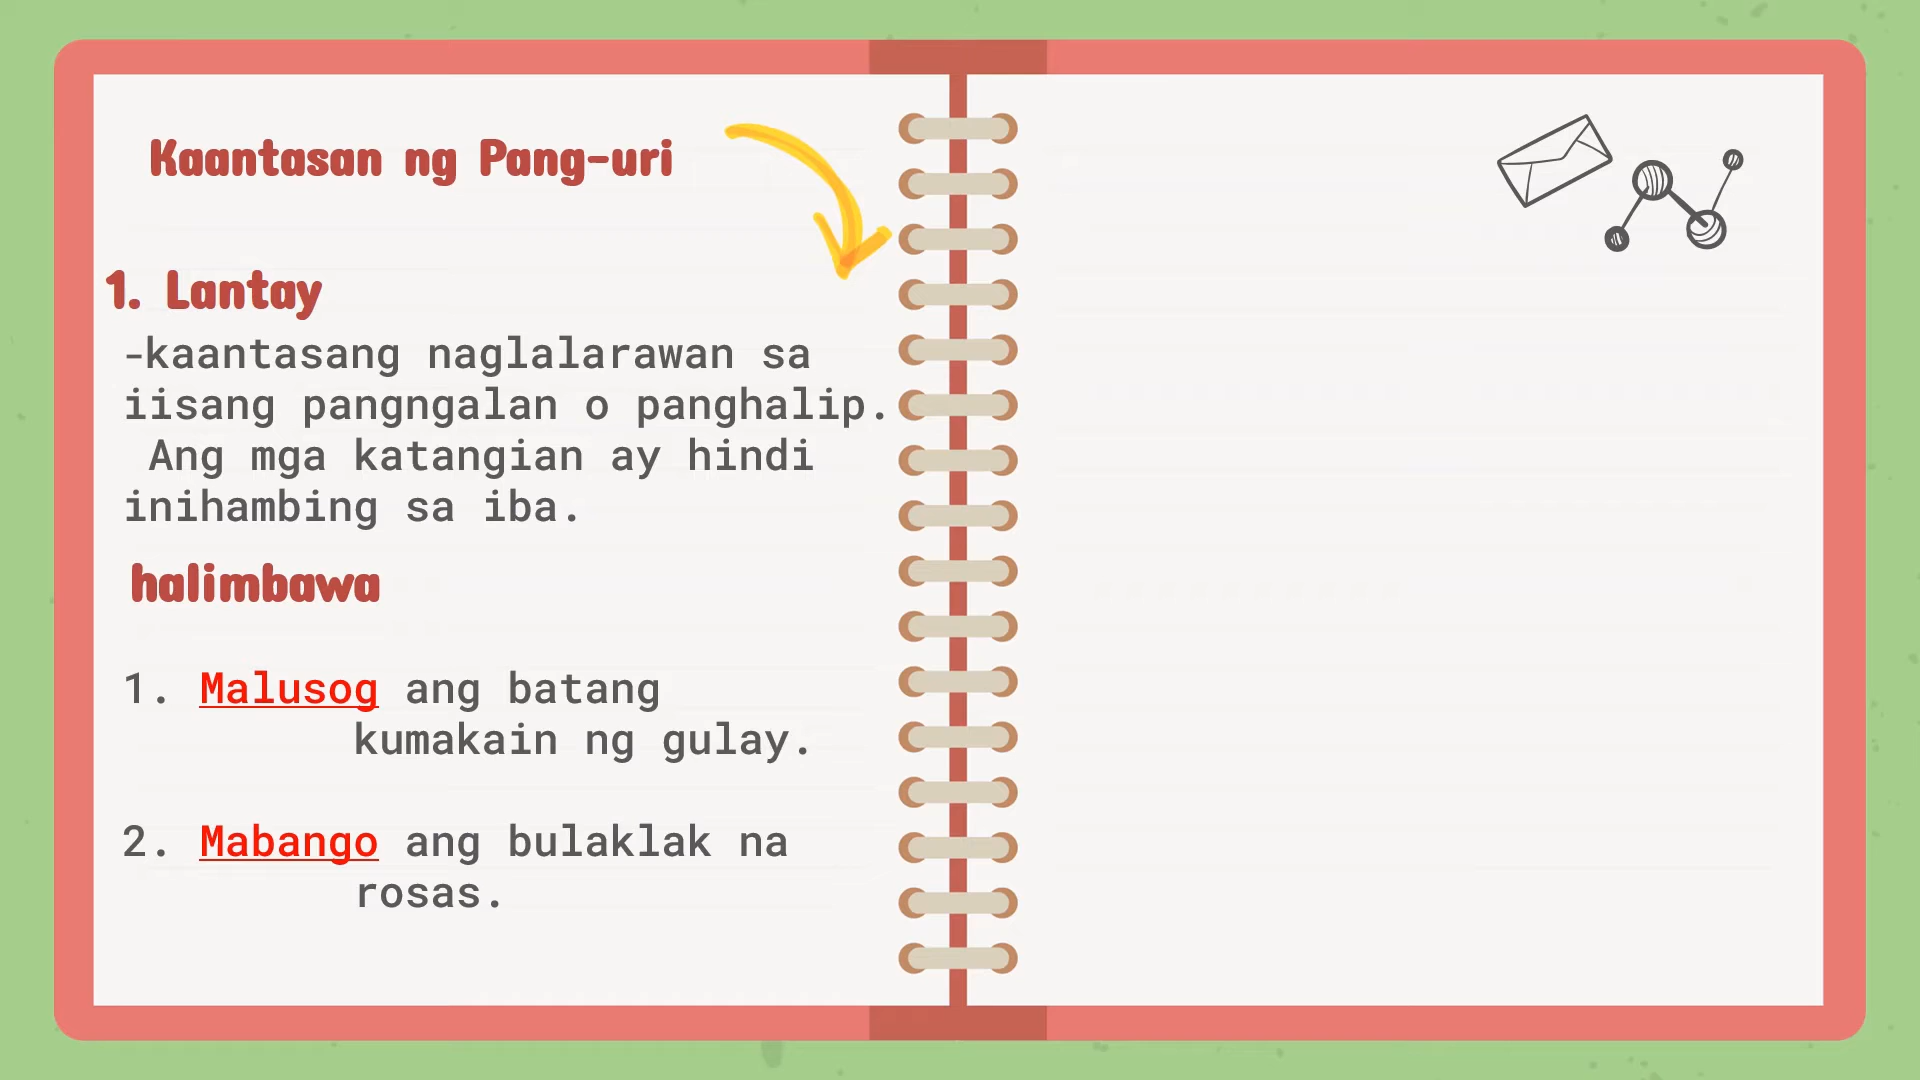 Kaantasan ng Pang-uri
1. Lantay
-kaantasang naglalarawan sa
iisang pangngalan o panghalip.
Ang mga katangian ay hindi
inihambing sa iba.
halimbawa
1. Malusog ang batang
kumakain ng gulay.
2. Mabango ang bulaklak na
rosas.